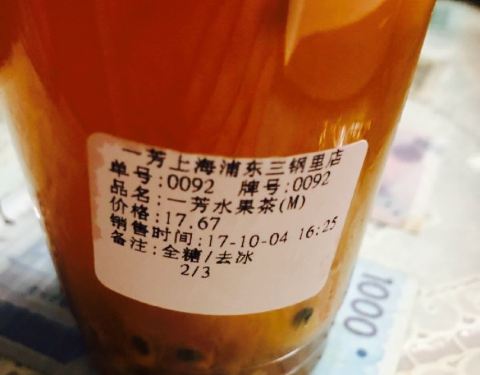 一芳上海浦东三钢里店
单号:0092 牌号:0092
品名:一芳水果茶(M)
价格:17.67
销售时间:17-10-04 16:25
备注:全糖/去冰
2/3
1000